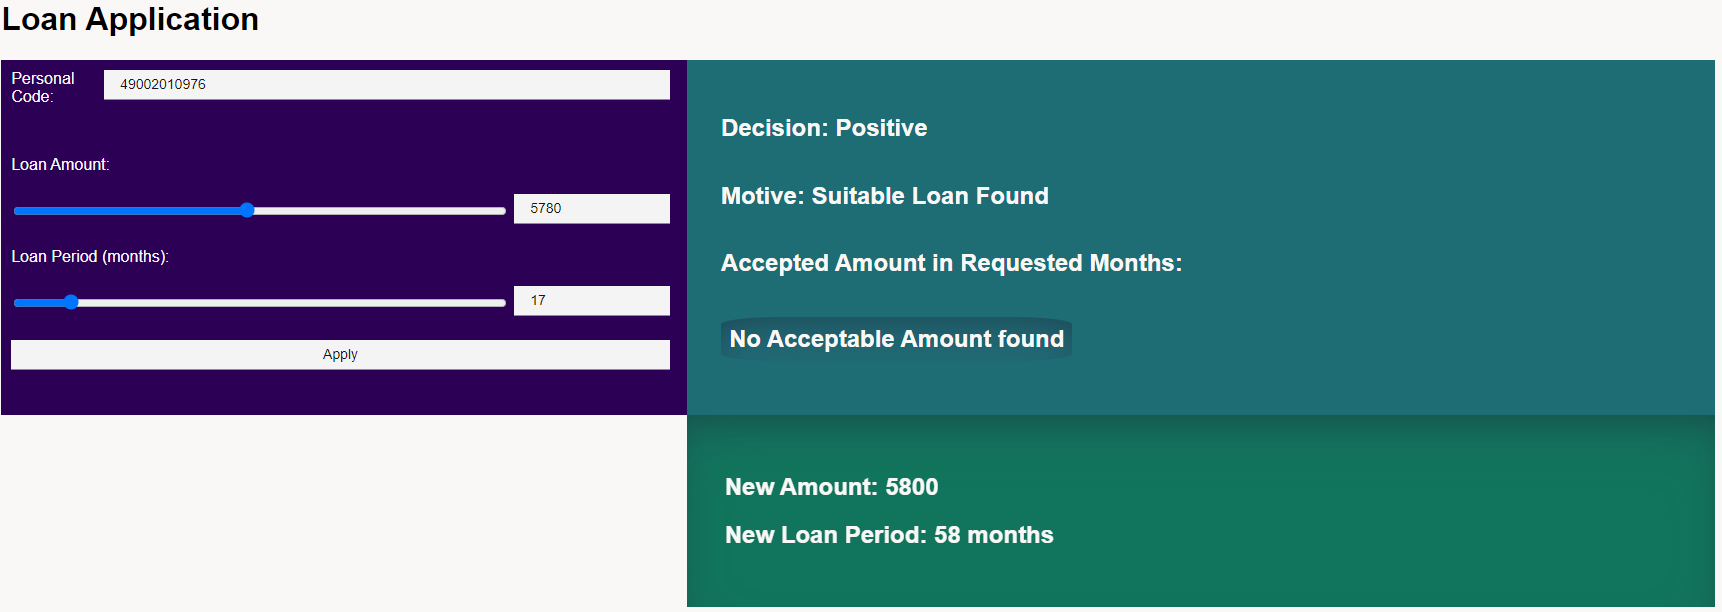 Loan Application
Personal
Code:
49002010976
Loan Amount:
5780
Loan Period (months):
17
Apply
Decision: Positive
Motive: Suitable Loan Found
Accepted Amount in Requested Months:
No Acceptable Amount found
New Amount: 5800
New Loan Period: 58 months